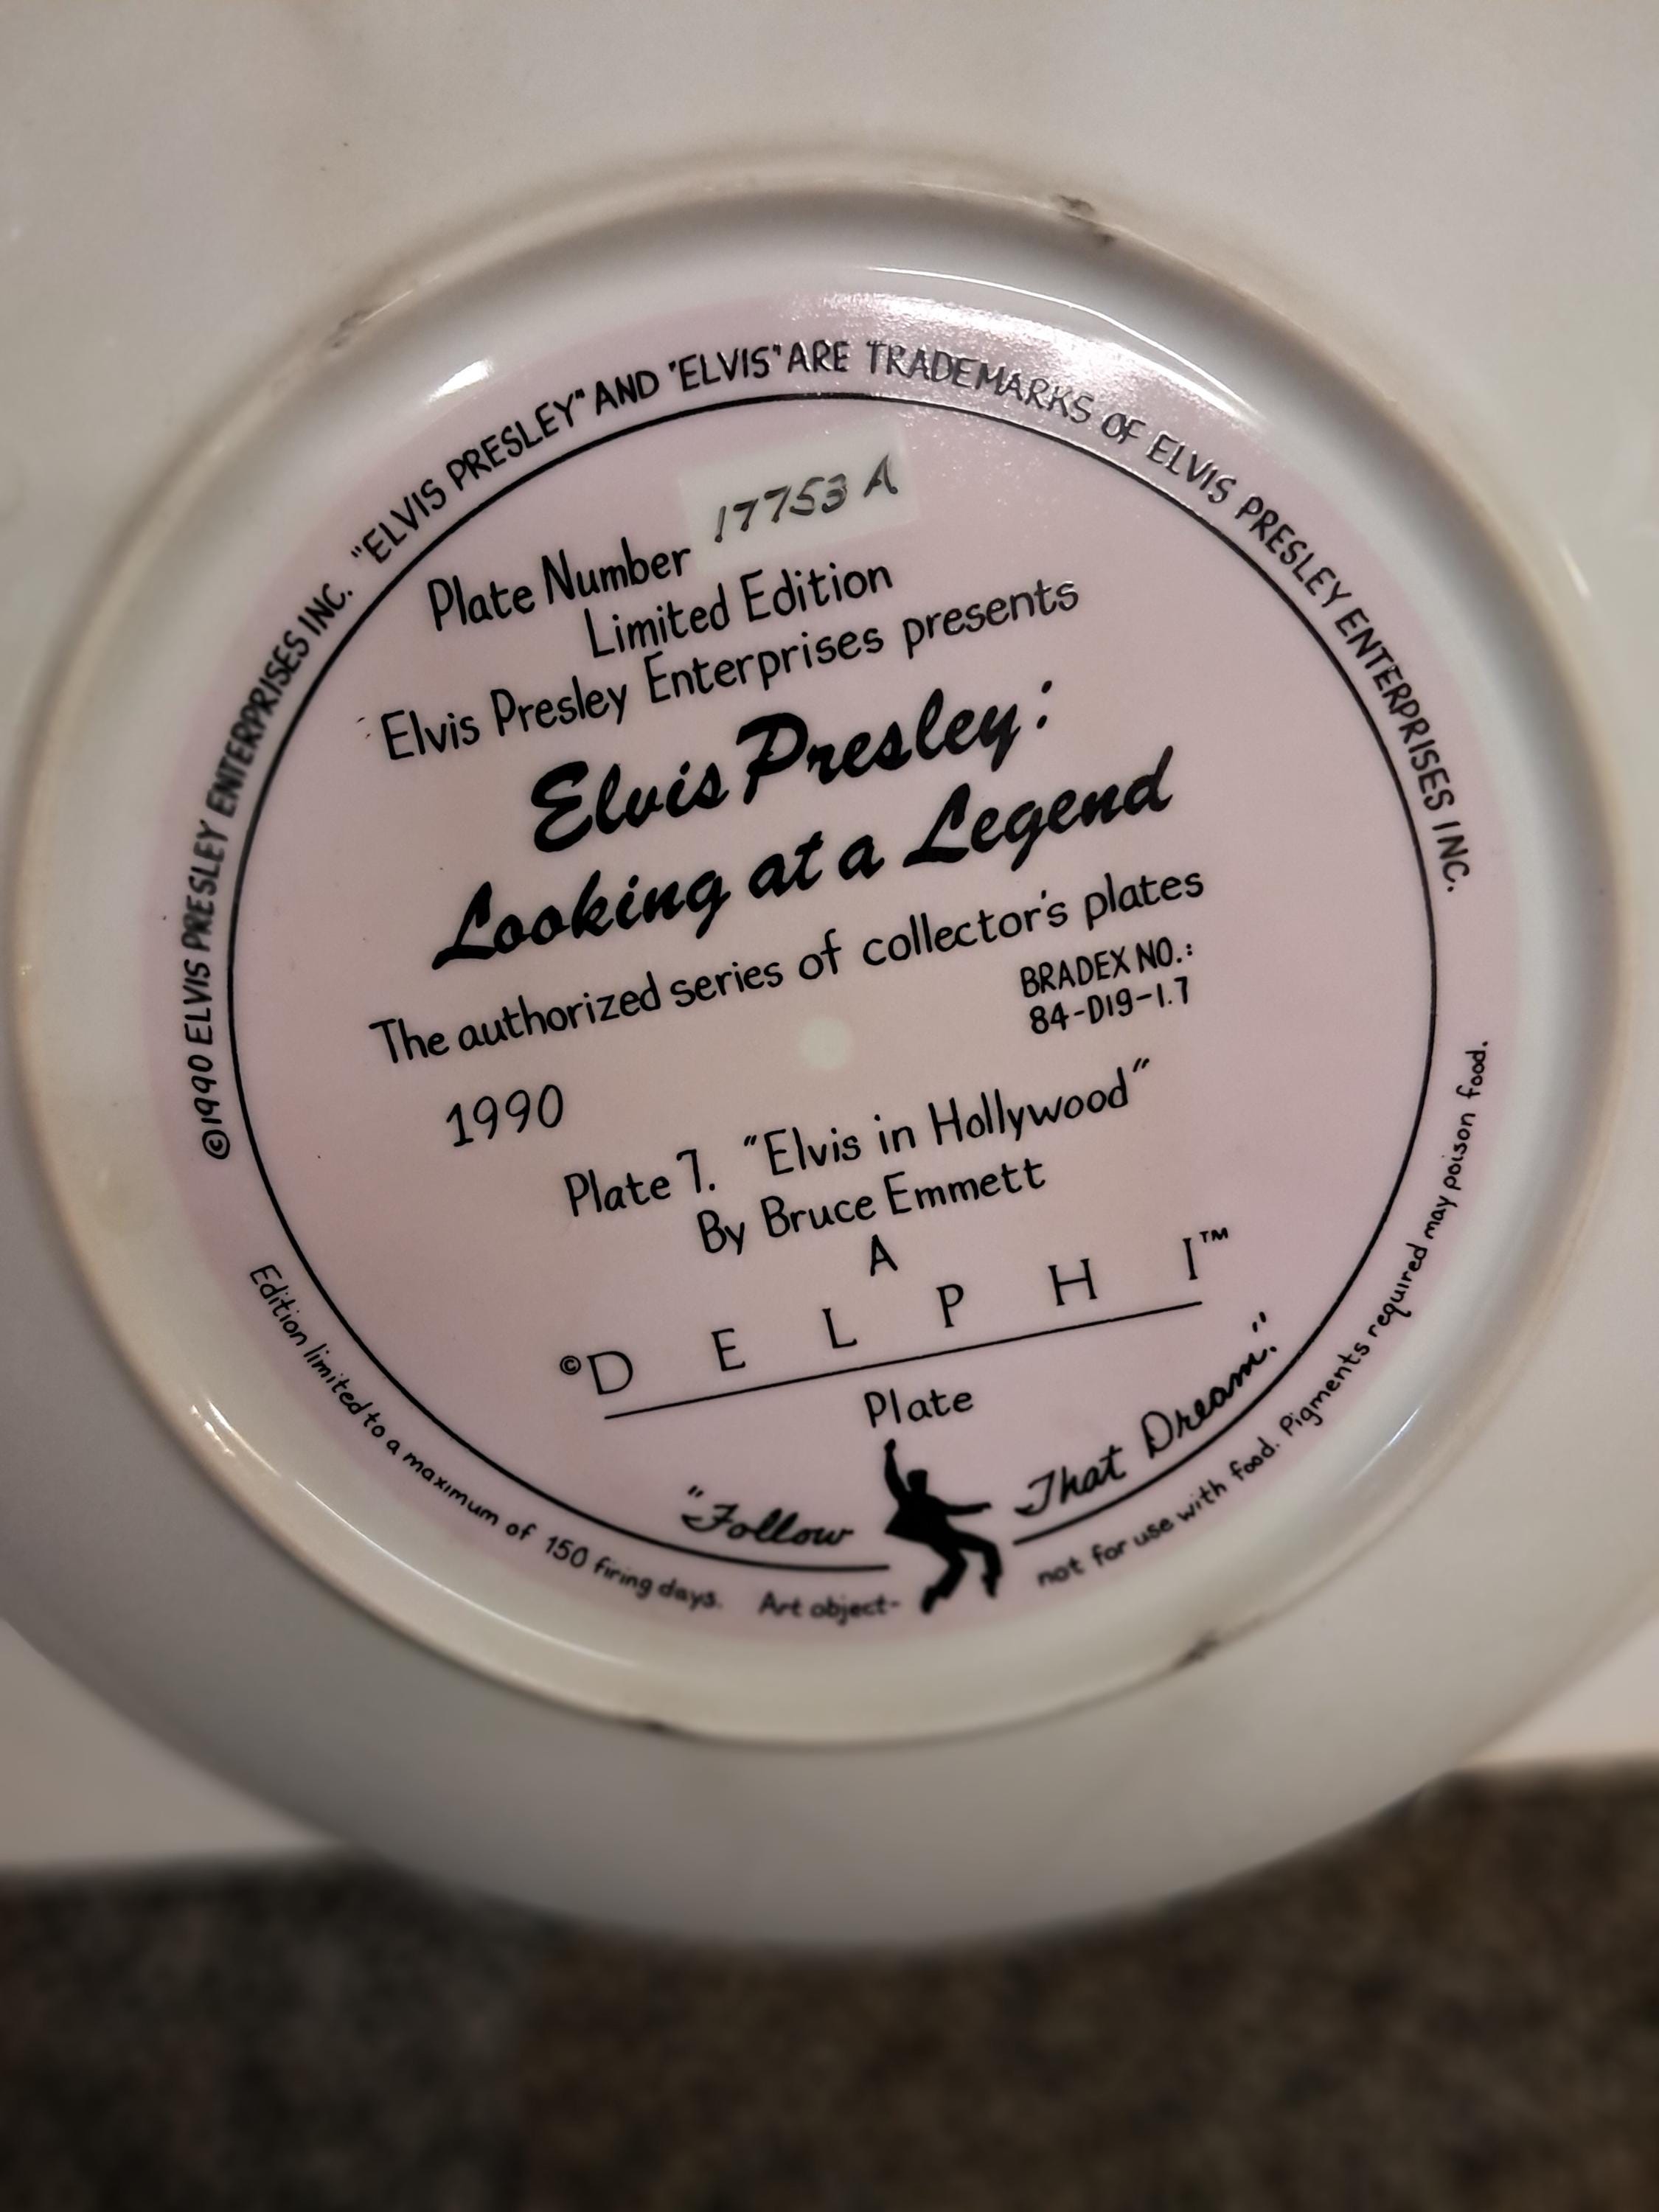 ©1990 ELVIS PRESLEY ENTERPRISES INC. "ELVIS PRESLEY" AND "ELVIS" ARE TRADEMARKS OF ELVIS PRESLEY ENTERPRISES INC.
Plate Number 17753 A
Limited Edition
Elvis Presley Enterprises presents
Elvis Presley:
Looking at a Legend
The authorized series of collector's plates
BRADEX NO.:
84-D19-1.7
1990
Plate 7. "Elvis in Hollywood"
By Bruce Emmett
A
©DELPHI™
Plate
"Follow That Dream."
Edition limited to a maximum of 150 firing days. Art object- not for use with food. Pigments required may poison food.